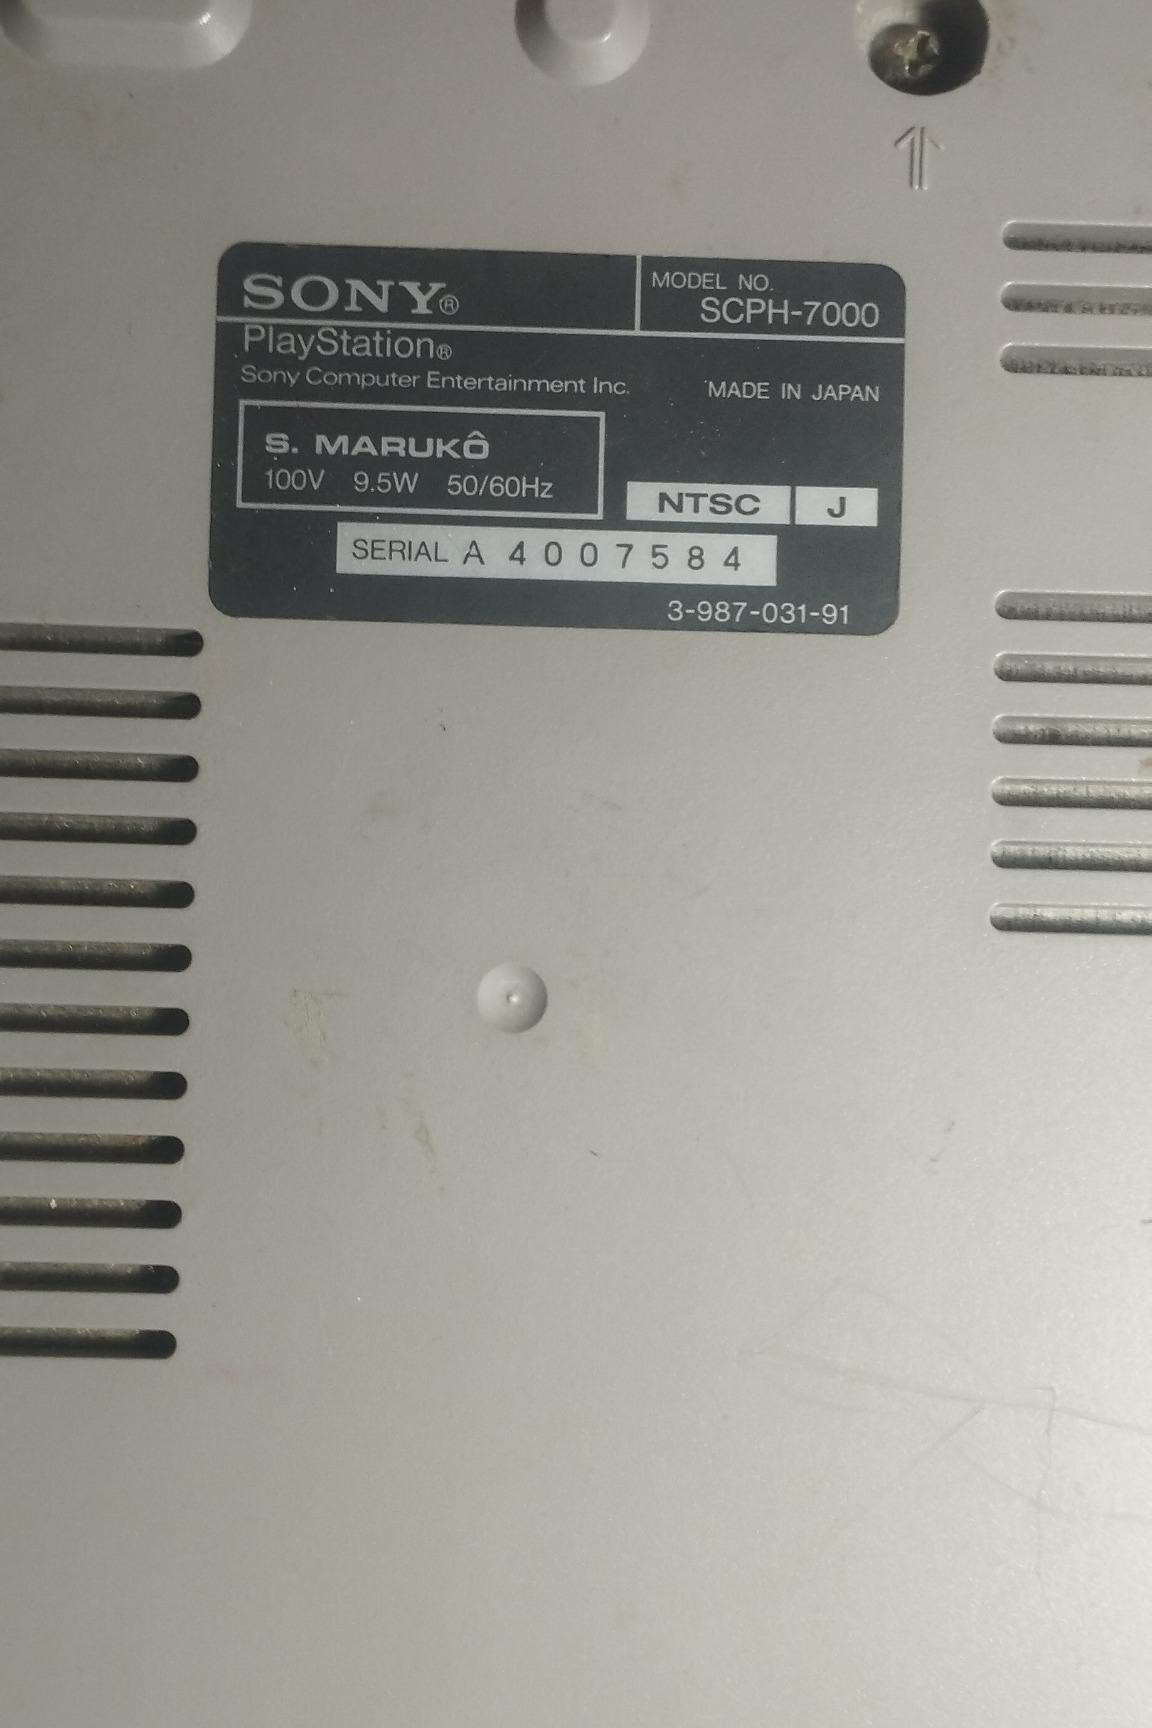 SONY®
MODEL NO.
SCPH-7000
PlayStation®
Sony Computer Entertainment Inc.
MADE IN JAPAN
S. MARUKÔ
100V 9.5W 50/60Hz
NTSC J
SERIAL A 4007584
3-987-031-91